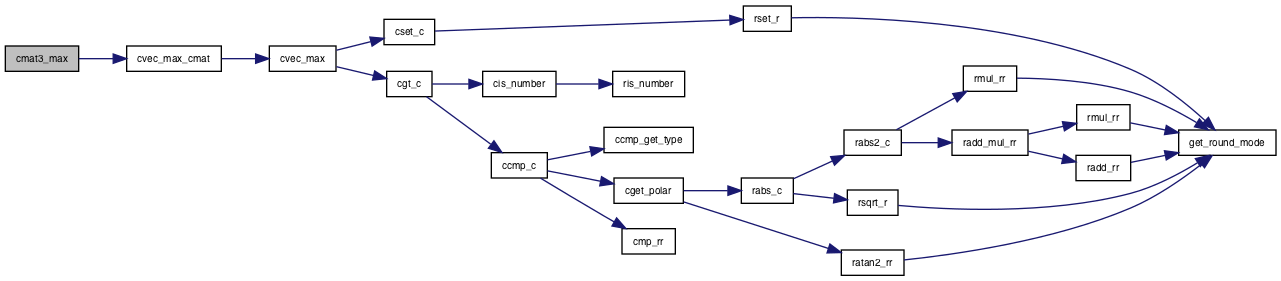 cmat3_max
cvec_max_cmat
cvec_max
cset_c
cgt_c
rset_r
cis_number
ris_number
ccmp_c
ccmp_get_type
cget_polar
cmp_rr
rabs_c
rabs2_c
rsqrt_r
ratan2_rr
rmul_rr
radd_mul_rr
rmul_rr
radd_rr
get_round_mode